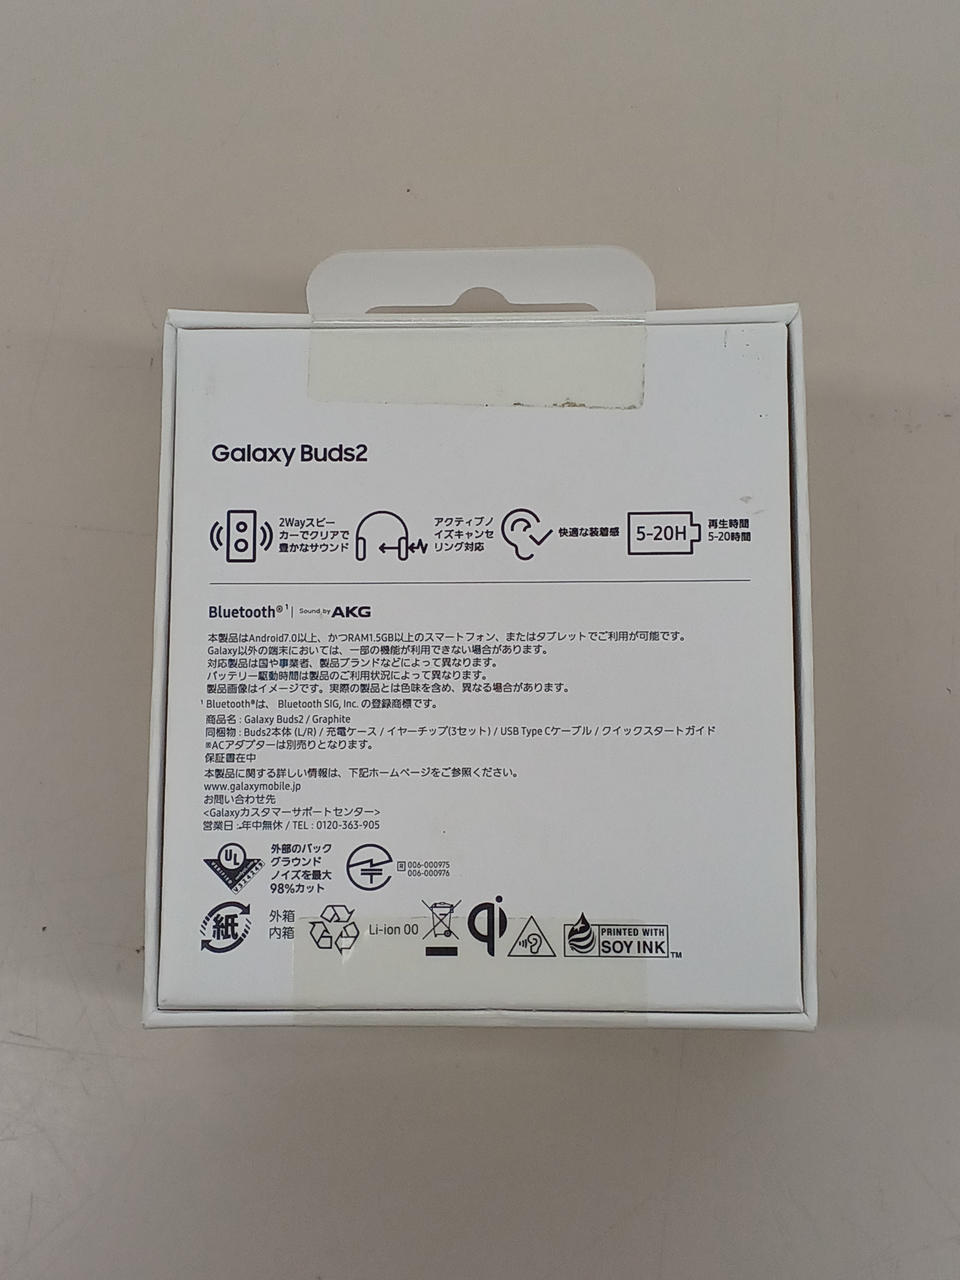 Galaxy Buds2
2Wayスピー
カーでクリアで
豊かなサウンド
アクティブノ
イズキャンセ
リング対応
快適な装着感
5-20H
再生時間
5-20時間
Bluetooth®¹ | Sound by AKG
本製品はAndroid7.0以上、かつRAM1.5GB以上のスマートフォン、またはタブレットでご利用が可能です。
Galaxy以外の端末においては、一部の機能が利用できない場合があります。
対応製品は国や事業者、製品ブランドなどによって異なります。
バッテリー駆動時間は製品のご利用状況によって異なります。
製品画像はイメージです。実際の製品とは色味を含め、異なる場合があります。
¹ Bluetooth®は、Bluetooth SIG, Inc. の登録商標です。
商品名 : Galaxy Buds2 / Graphite
同梱物 : Buds2本体 (L/R) / 充電ケース / イヤーチップ(3セット) / USB Type Cケーブル / クイックスタートガイド
※ACアダプターは別売りとなります。
保証書在中
本製品に関する詳しい情報は、下記ホームページをご参照ください。
www.galaxymobile.jp
お問い合わせ先
<Galaxyカスタマーサポートセンター>
営業日 : 年中無休 / TEL : 0120-363-905
UL
外部のバック
グラウンド
ノイズを最大
98%カット
R 006-000975
006-000976
紙
外箱
内箱
Li-ion 00
qi
PRINTED WITH
SOY INK TM